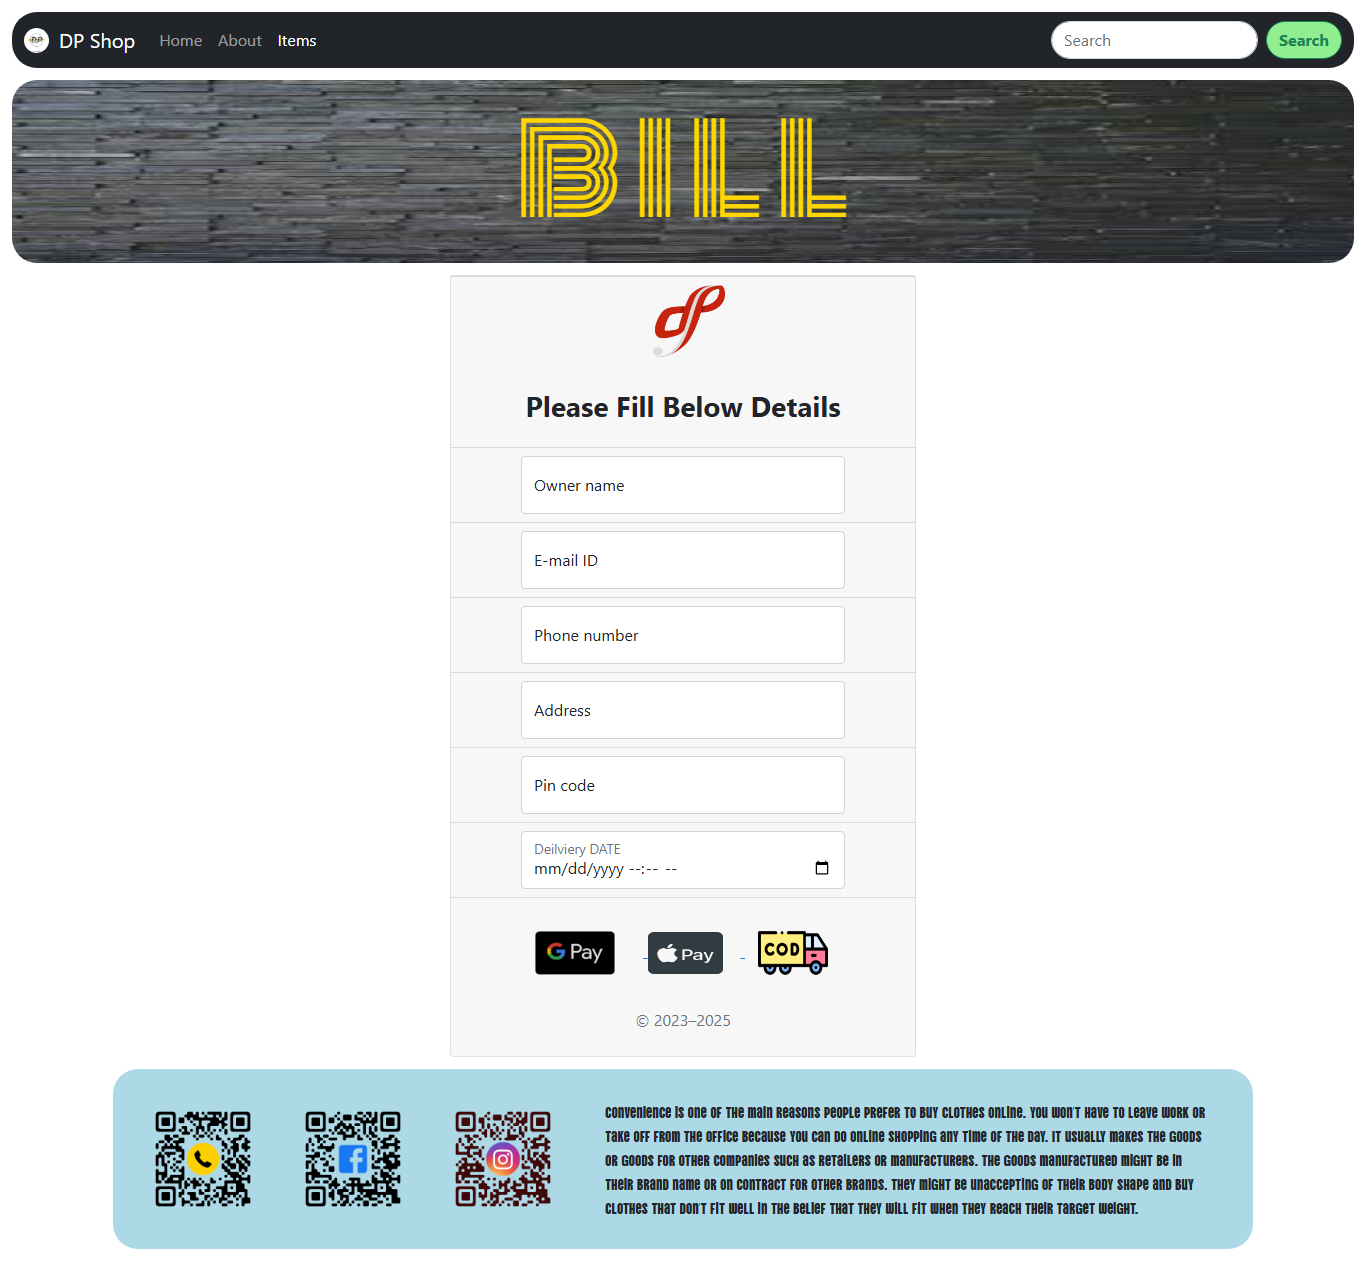 DP Shop Home About Items Search Search
BILL
dp
Please Fill Below Details
Owner name
E-mail ID
Phone number
Address
Pin code
Deilviery DATE
mm/dd/yyyy --:-- --
G Pay - Pay - COD
© 2023–2025
Convenience is one of the main reasons people prefer to buy clothes online. You won't have to leave work or
take off from the office because you can do online shopping any time of the day. It usually makes the goods
or goods for other companies such as retailers or manufacturers. The goods manufactured might be in
their brand name or on contract for other brands. They might be unaccepting of their body shape and buy
clothes that don't fit well in the belief that they will fit when they reach their target weight.